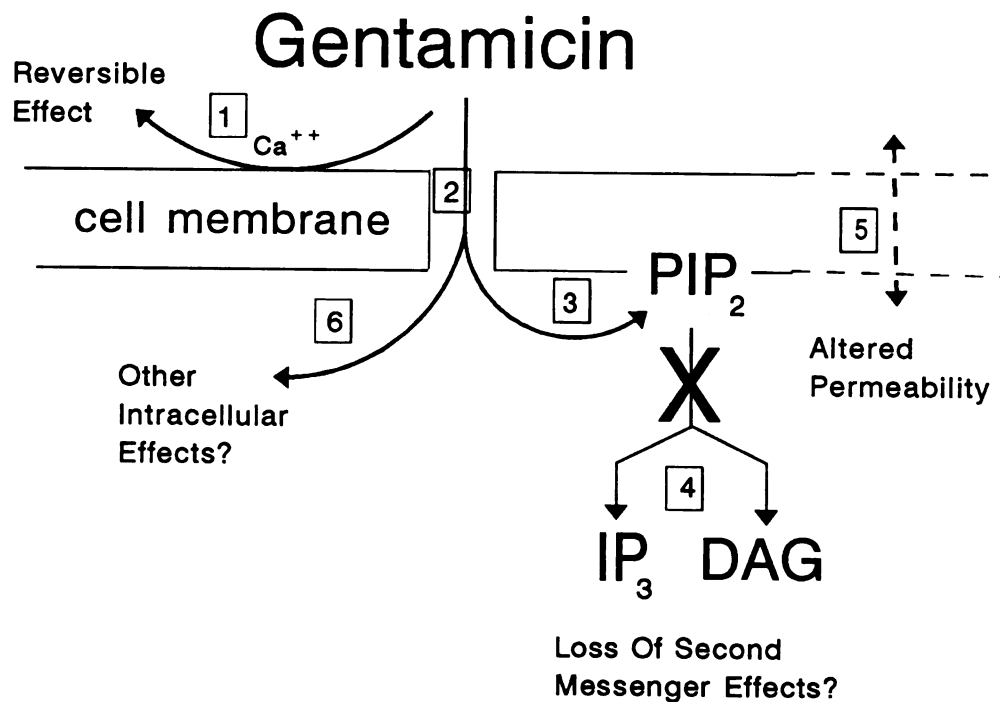 Gentamicin
Reversible
Effect
1
Ca++
2
cell membrane
5
PIP2
3
6
Altered
Permeability
Other
Intracellular
Effects?
X
4
IP3 DAG
Loss Of Second
Messenger Effects?